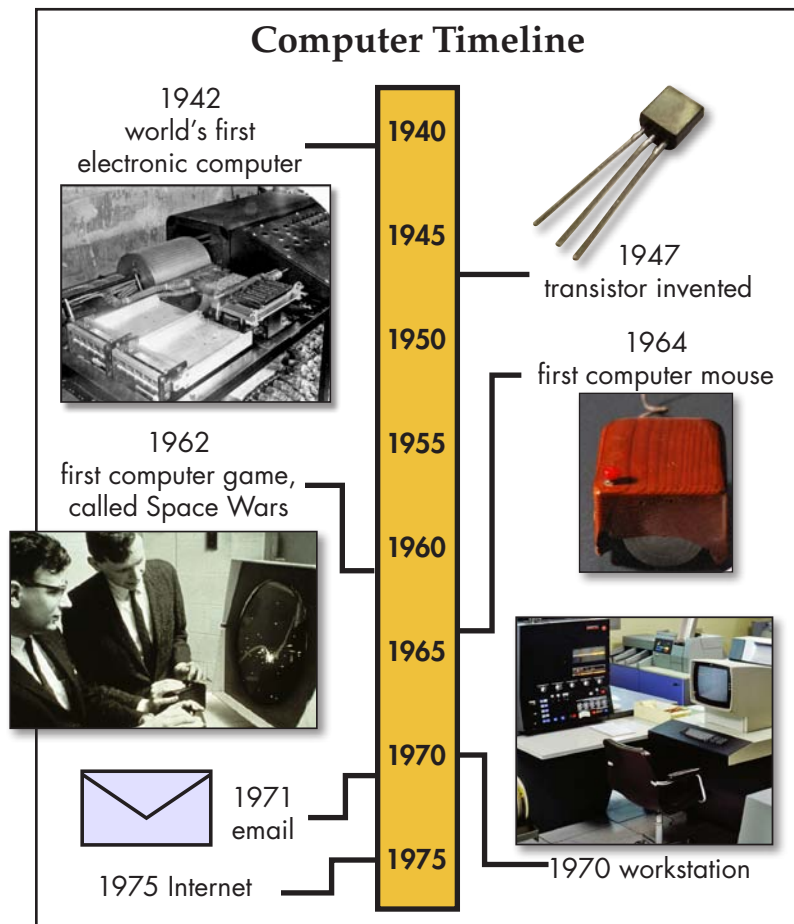 Computer Timeline
1942
world's first
electronic computer
1940
1945
1947
transistor invented
1950
1964
first computer mouse
1962
first computer game,
called Space Wars
1955
1960
1965
1970
1971
email
1975
1975 Internet
1970 workstation